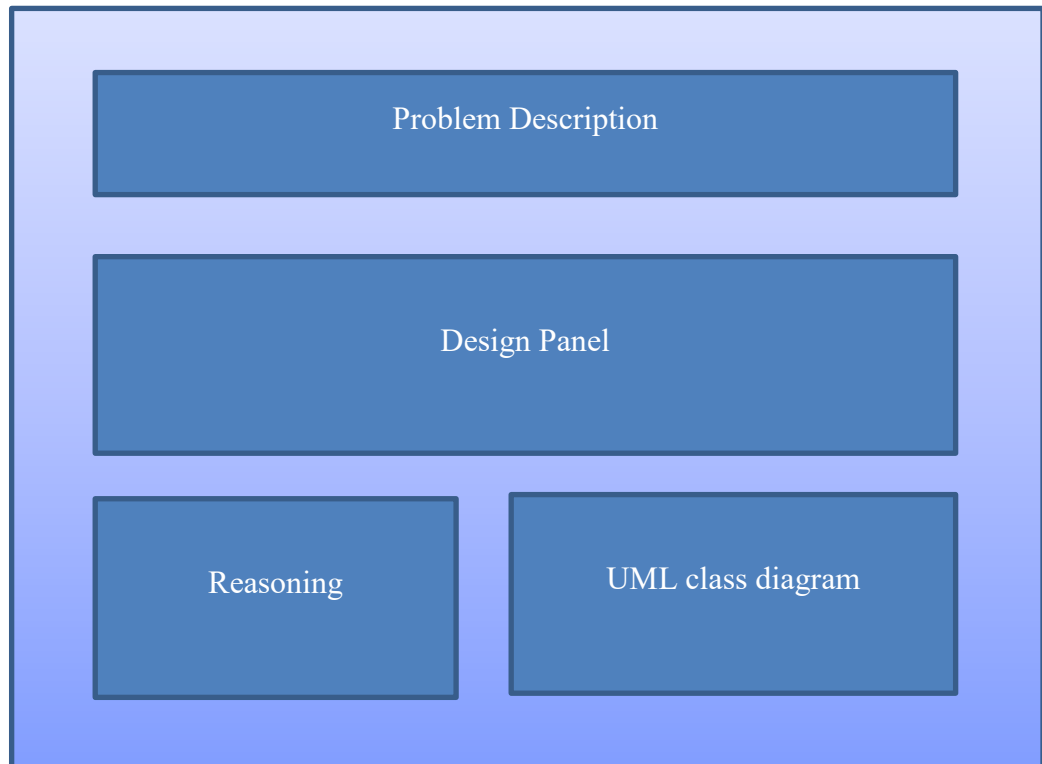 Problem Description
Design Panel
Reasoning
UML class diagram